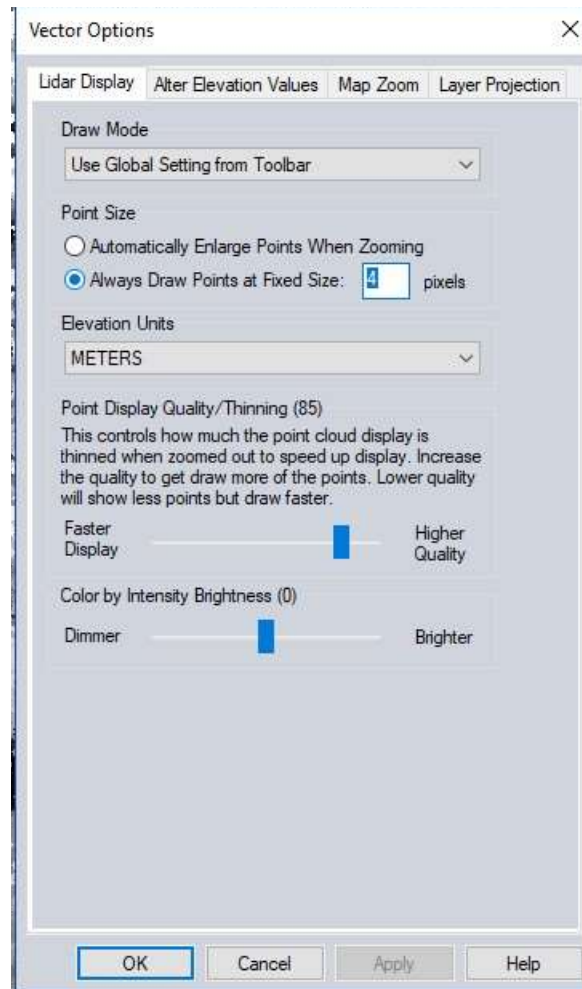 Vector Options
Lidar Display
Alter Elevation Values
Map Zoom
Layer Projection
Draw Mode
Use Global Setting from Toolbar
Point Size
Automatically Enlarge Points When Zooming
Always Draw Points at Fixed Size: 4 pixels
Elevation Units
METERS
Point Display Quality/Thinning (85)
This controls how much the point cloud display is
thinned when zoomed out to speed up display. Increase
the quality to get draw more of the points. Lower quality
will show less points but draw faster.
Faster
Display
Higher
Quality
Color by Intensity Brightness (0)
Dimmer
Brighter
OK
Cancel
Apply
Help